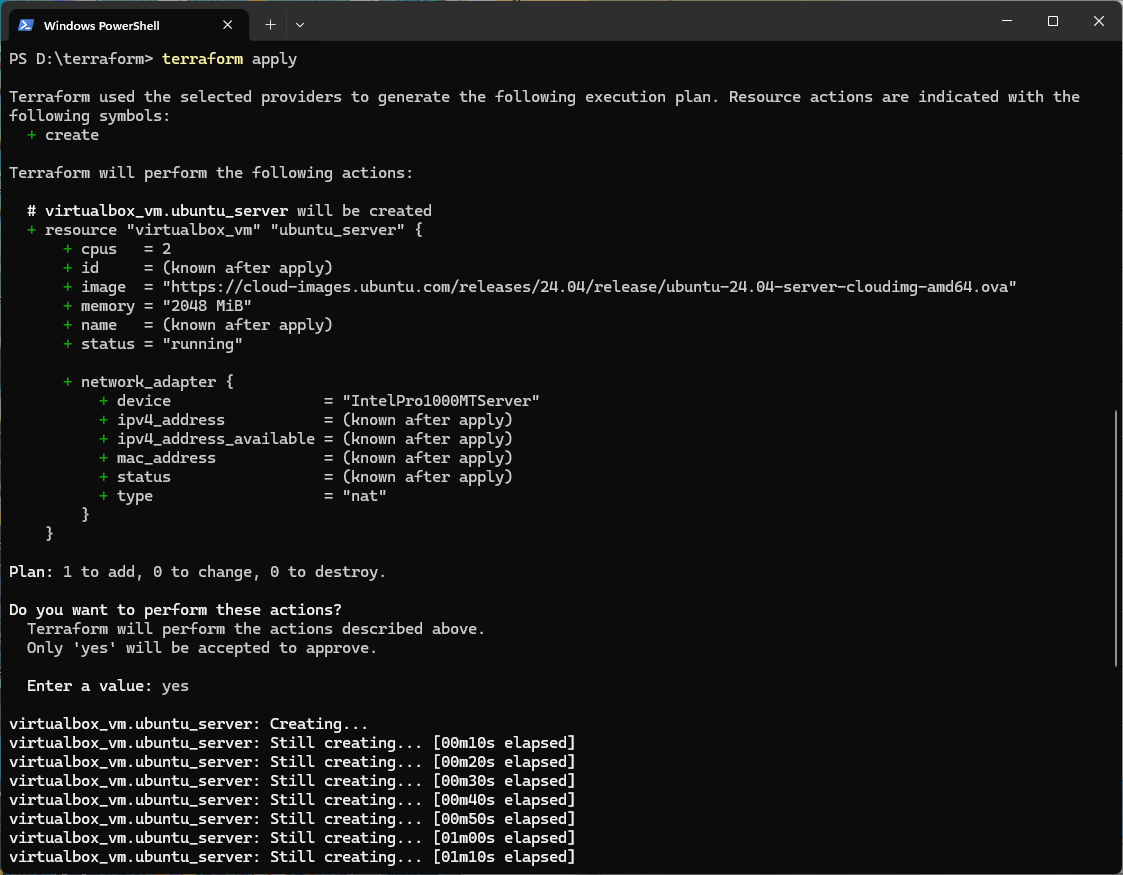 Windows PowerShell
PS D:\terraform> terraform apply
Terraform used the selected providers to generate the following execution plan. Resource actions are indicated with the
following symbols:
  + create
Terraform will perform the following actions:
  # virtualbox_vm.ubuntu_server will be created
  + resource "virtualbox_vm" "ubuntu_server" {
      + cpus   = 2
      + id     = (known after apply)
      + image  = "https://cloud-images.ubuntu.com/releases/24.04/release/ubuntu-24.04-server-cloudimg-amd64.ova"
      + memory = "2048 MiB"
      + name   = (known after apply)
      + status = "running"
      + network_adapter {
          + device                 = "IntelPro1000MTServer"
          + ipv4_address           = (known after apply)
          + ipv4_address_available = (known after apply)
          + mac_address            = (known after apply)
          + status                 = (known after apply)
          + type                   = "nat"
        }
    }
Plan: 1 to add, 0 to change, 0 to destroy.
Do you want to perform these actions?
  Terraform will perform the actions described above.
  Only 'yes' will be accepted to approve.
  Enter a value: yes
virtualbox_vm.ubuntu_server: Creating...
virtualbox_vm.ubuntu_server: Still creating... [00m10s elapsed]
virtualbox_vm.ubuntu_server: Still creating... [00m20s elapsed]
virtualbox_vm.ubuntu_server: Still creating... [00m30s elapsed]
virtualbox_vm.ubuntu_server: Still creating... [00m40s elapsed]
virtualbox_vm.ubuntu_server: Still creating... [00m50s elapsed]
virtualbox_vm.ubuntu_server: Still creating... [01m00s elapsed]
virtualbox_vm.ubuntu_server: Still creating... [01m10s elapsed]